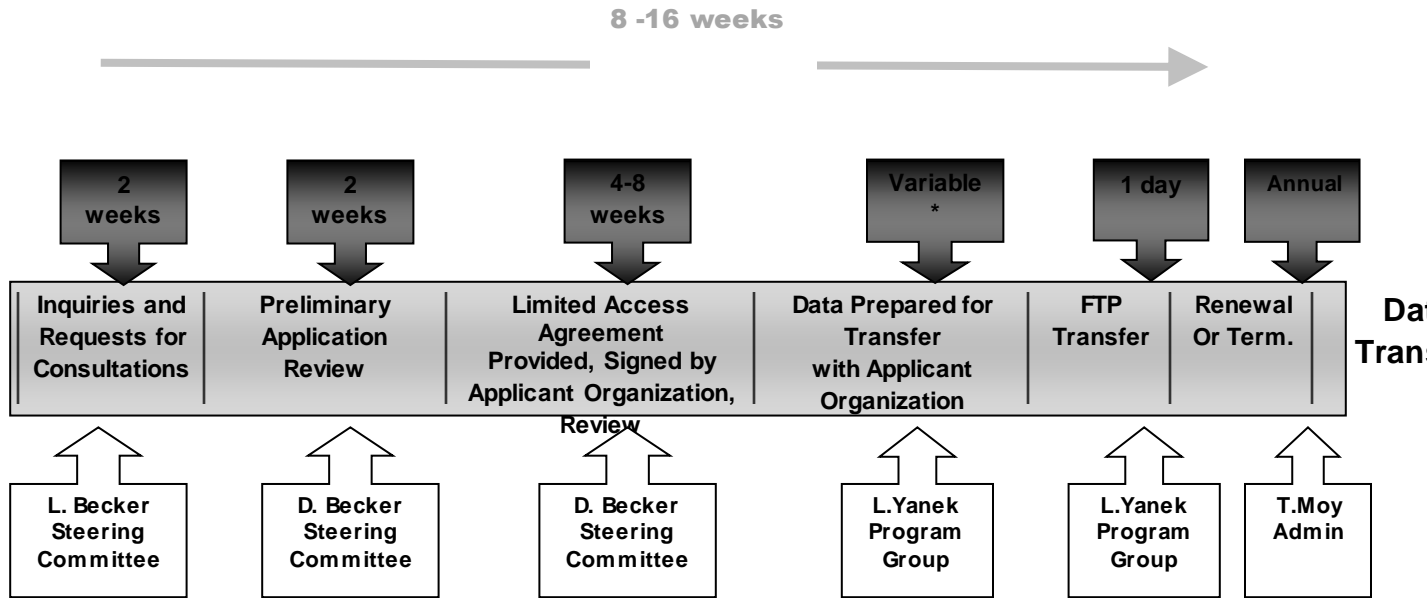 8 -16 weeks
2
weeks
2
weeks
4-8
weeks
Variable
*
1 day
Annual
Inquiries and
Requests for
Consultations
Preliminary
Application
Review
Limited Access
Agreement
Provided, Signed by
Applicant Organization,
Review
Data Prepared for
Transfer
with Applicant
Organization
FTP
Transfer
Renewal
Or Term.
L. Becker
Steering
Committee
D. Becker
Steering
Committee
D. Becker
Steering
Committee
L.Yanek
Program
Group
L.Yanek
Program
Group
T.Moy
Admin